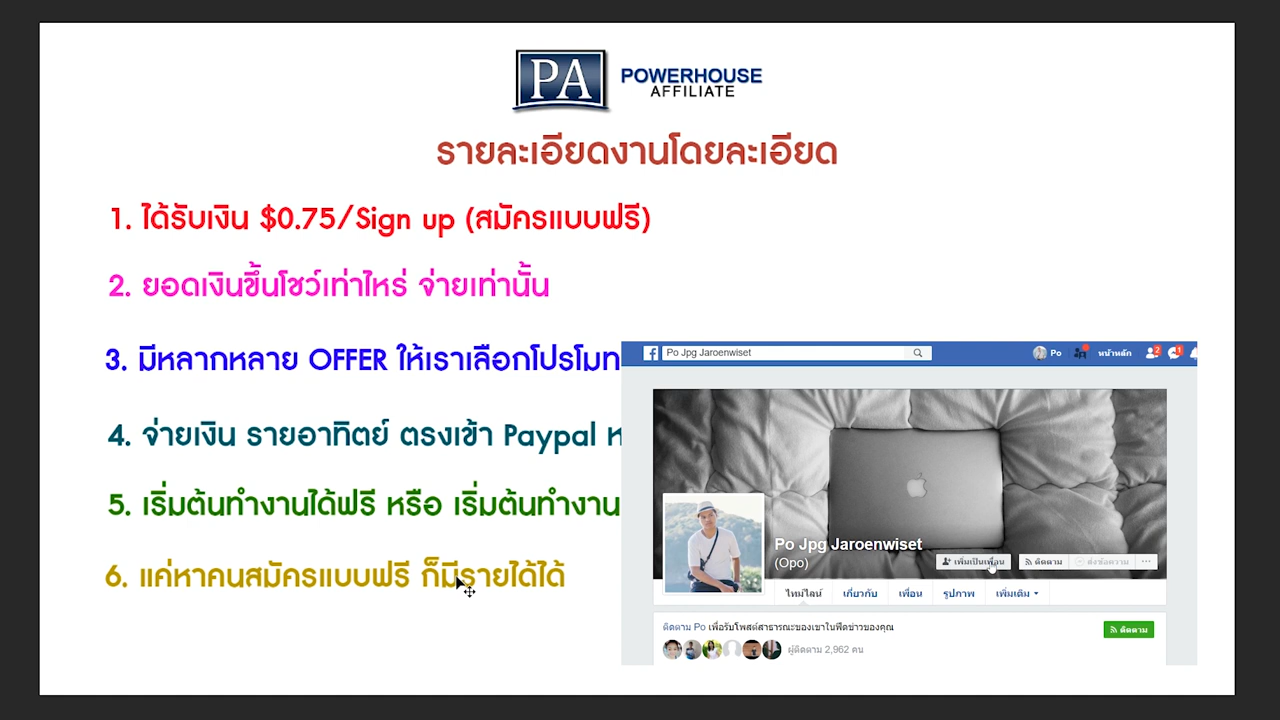 PA
POWERHOUSE
AFFILIATE
รายละเอียดงานโดยละเอียด
1. ได้รับเงิน $0.75/Sign up (สมัครแบบฟรี)
2. ยอดเงินขึ้นโชว์เท่าไหร่ จ่ายเท่านั้น
3. มีหลากหลาย OFFER ให้เราเลือกโปรโมท
4. จ่ายเงิน รายอาทิตย์ ตรงเข้า Paypal ห
5. เริ่มต้นทำงานได้ฟรี หรือ เริ่มต้นทำงาน
6. แค่หาคนสมัครแบบฟรี ก็มีรายได้ได้
Po Jpg Jaroenwiset
Po
หน้าหลัก
2
1
Po Jpg Jaroenwiset
(Opo)
เพิ่มเป็นเพื่อน
ติดตาม
ส่งข้อความ
ไทม์ไลน์ เกี่ยวกับ เพื่อน รูปภาพ เพิ่มเติม
ติดตาม Po เพื่อรับโพสต์สาธารณะของเขาในฟีดข่าวของคุณ
ติดตาม
ผู้ติดตาม 2,962 คน